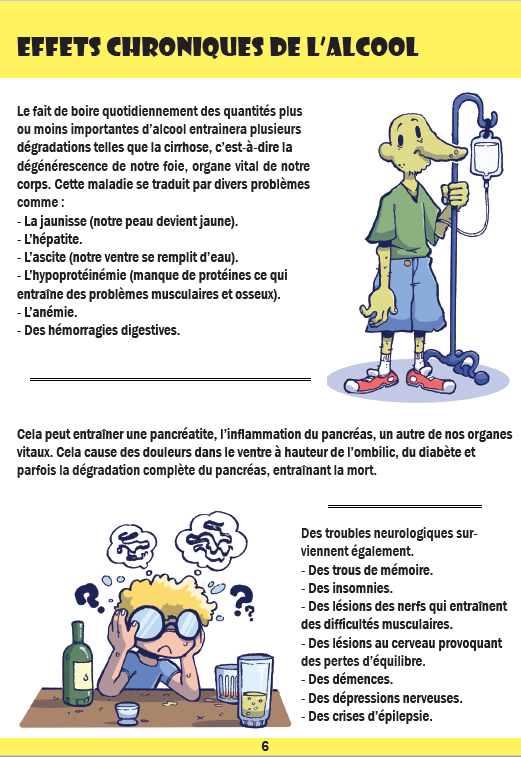 EFFETS CHRONIQUES DE L'ALCOOL
Le fait de boire quotidiennement des quantités plus
ou moins importantes d'alcool entrainera plusieurs
dégradations telles que la cirrhose, c'est-à-dire la
dégénérescence de notre foie, organe vital de notre
corps. Cette maladie se traduit par divers problèmes
comme :
- La jaunisse (notre peau devient jaune).
- L'hépatite.
- L'ascite (notre ventre se remplit d'eau).
- L'hypoprotéinémie (manque de protéines ce qui
entraîne des problèmes musculaires et osseux).
- L'anémie.
- Des hémorragies digestives.
Cela peut entraîner une pancréatite, l'inflammation du pancréas, un autre de nos organes
vitaux. Cela cause des douleurs dans le ventre à hauteur de l'ombilic, du diabète et
parfois la dégradation complète du pancréas, entraînant la mort.
Des troubles neurologiques sur-
viennent également.
- Des trous de mémoire.
- Des insomnies.
- Des lésions des nerfs qui entraînent
des difficultés musculaires.
- Des lésions au cerveau provoquant
des pertes d'équilibre.
- Des démences.
- Des dépressions nerveuses.
- Des crises d'épilepsie.
? ? ?
6